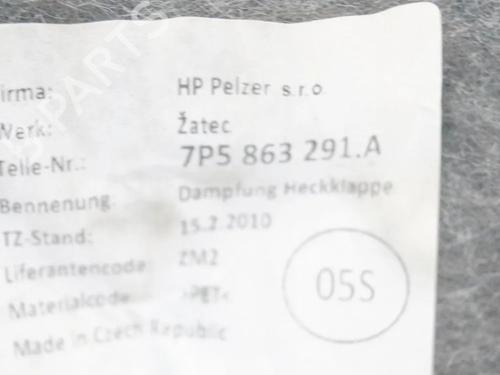 irma: HP Pelzer s.r.o.
Werk: Žatec
Teile-Nr.: 7P5 863 291.A
Bennenung: Dämpfung Heckklappe
TZ-Stand: 15.2.2010
Liferantencode: ZM2
Materialcode >PET<
Made in Czech Republic
05S